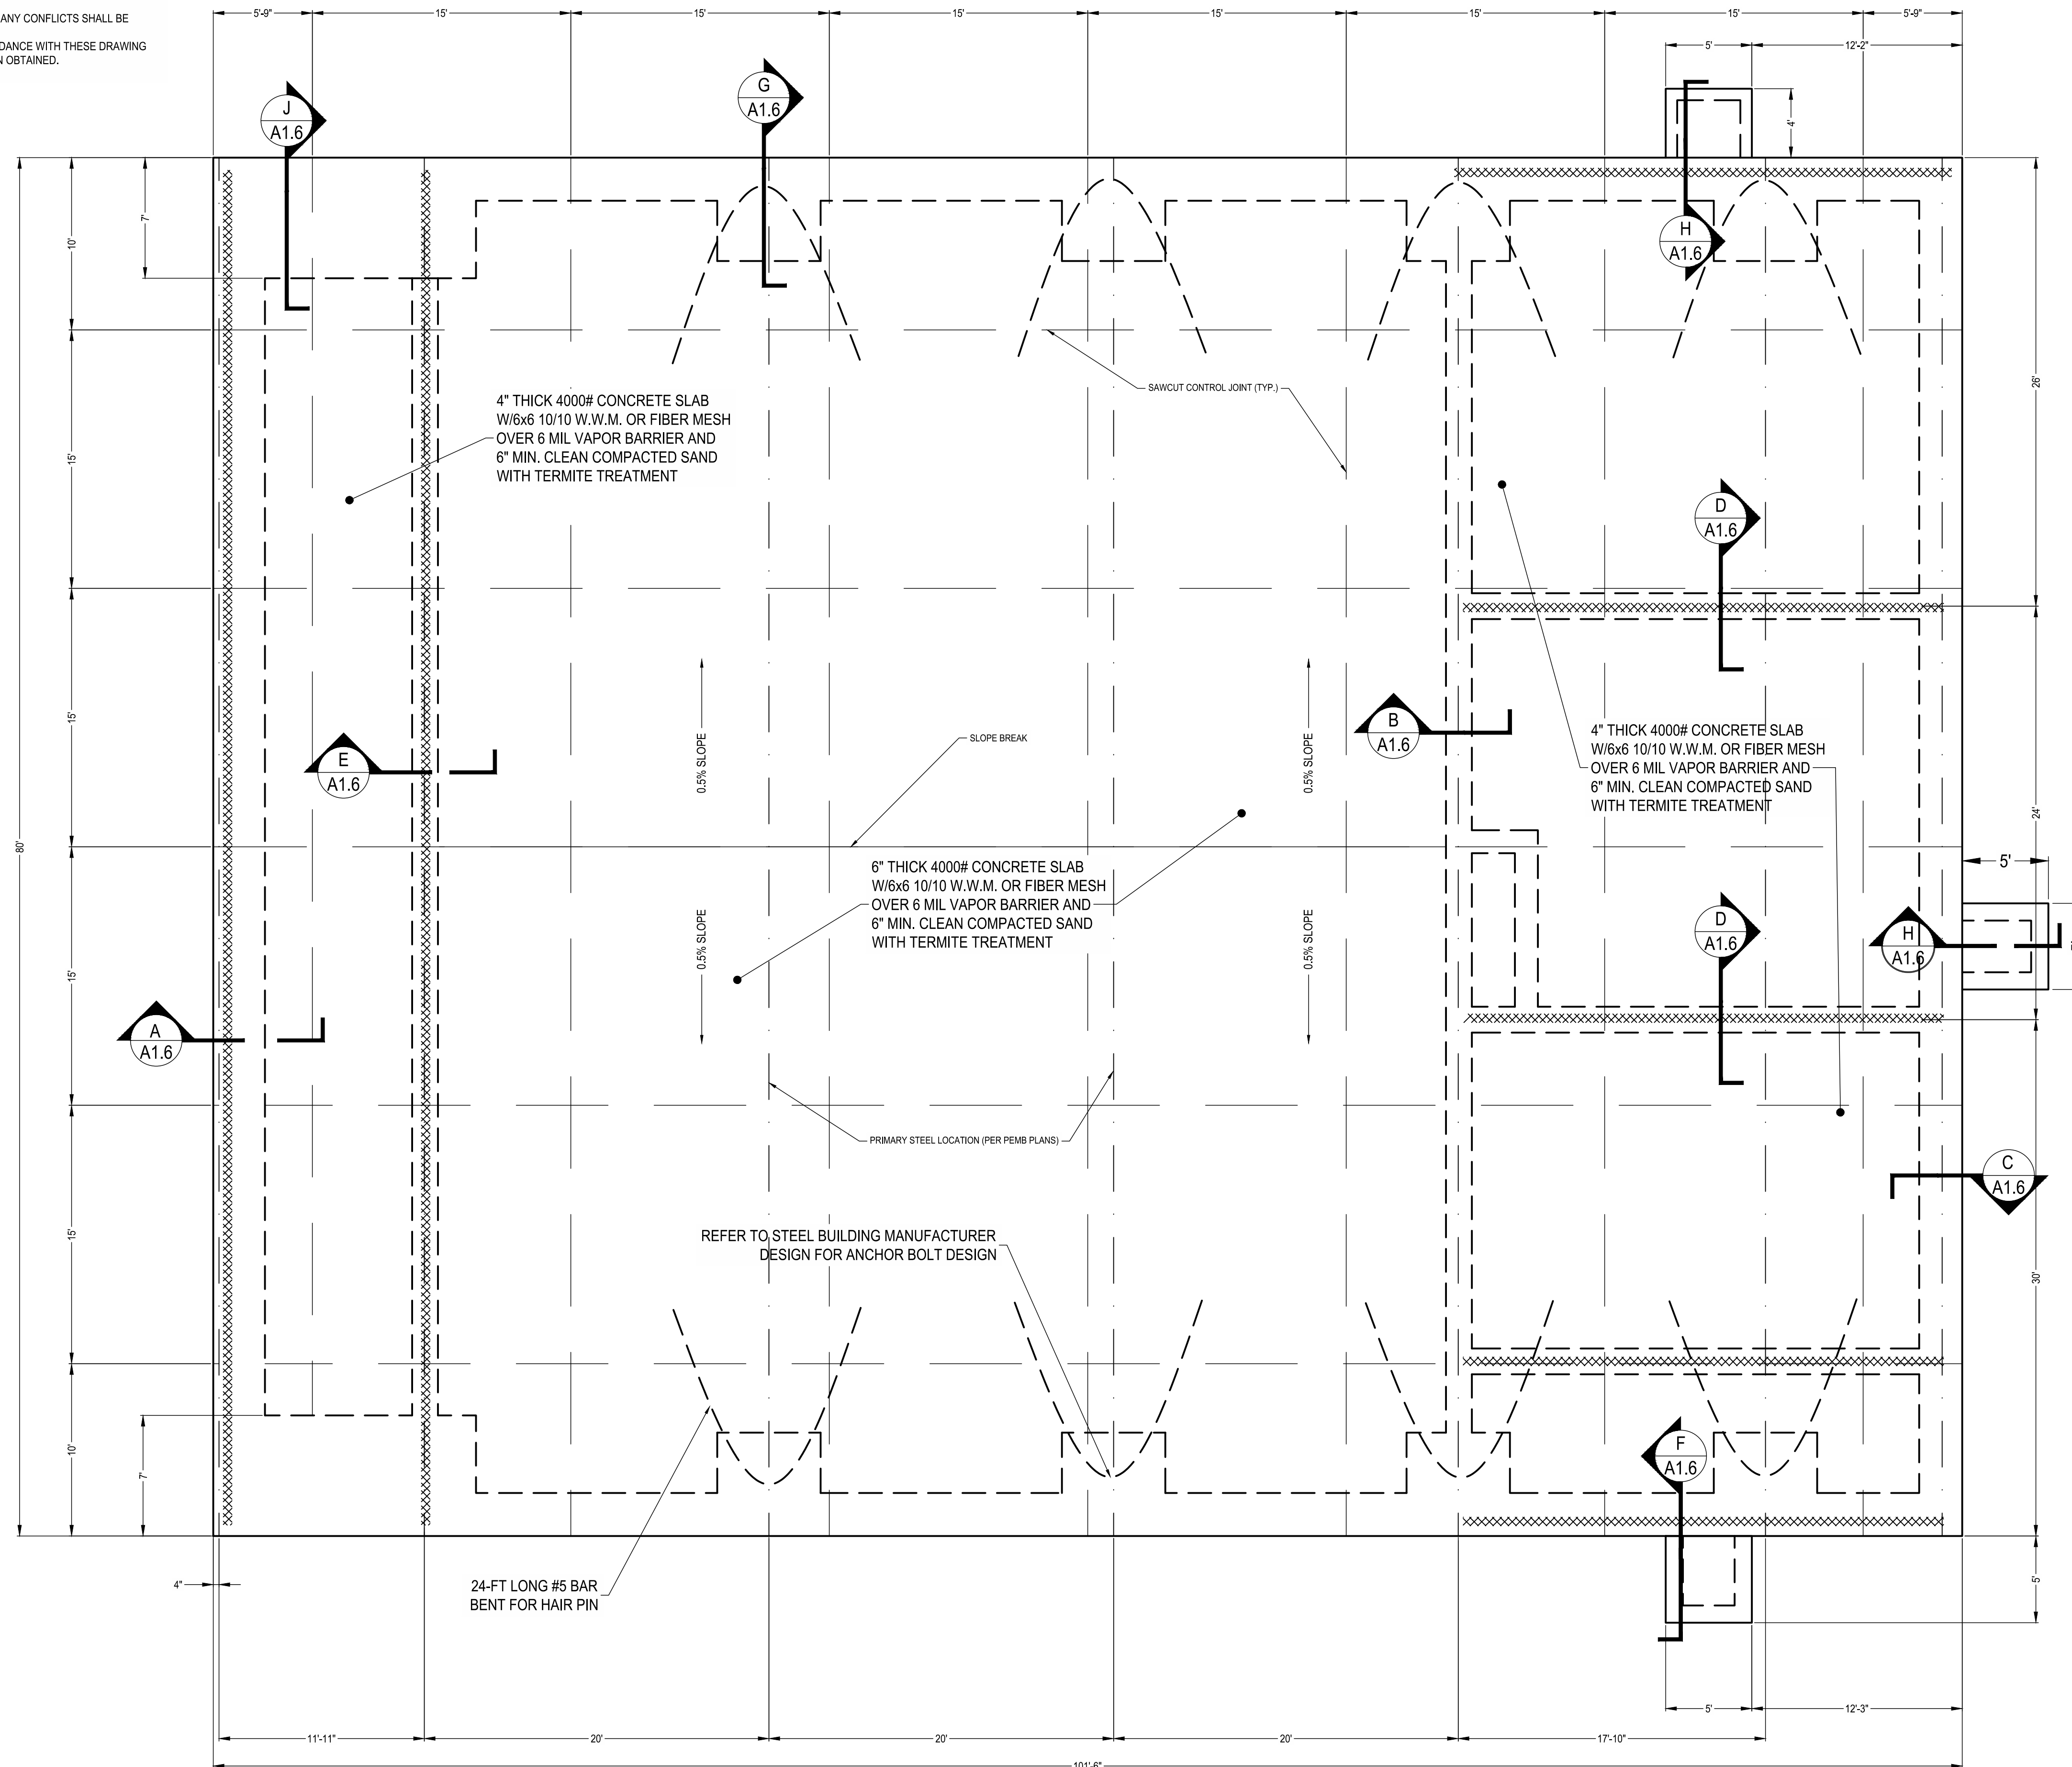 ANY CONFLICTS SHALL BE
DANCE WITH THESE DRAWING
N OBTAINED.
5'-9"
15'
15'
15'
15'
15'
15'
5'-9"
5'
12'-2"
4'
J
A1.6
G
A1.6
H
A1.6
80'
10'
15'
15'
15'
15'
10'
7'
7'
26'
24'
30'
5'
SAWCUT CONTROL JOINT (TYP.)
4" THICK 4000# CONCRETE SLAB
W/6x6 10/10 W.W.M. OR FIBER MESH
OVER 6 MIL VAPOR BARRIER AND
6" MIN. CLEAN COMPACTED SAND
WITH TERMITE TREATMENT
D
A1.6
B
A1.6
E
A1.6
0.5% SLOPE
SLOPE BREAK
0.5% SLOPE
4" THICK 4000# CONCRETE SLAB
W/6x6 10/10 W.W.M. OR FIBER MESH
OVER 6 MIL VAPOR BARRIER AND
6" MIN. CLEAN COMPACTED SAND
WITH TERMITE TREATMENT
6" THICK 4000# CONCRETE SLAB
W/6x6 10/10 W.W.M. OR FIBER MESH
OVER 6 MIL VAPOR BARRIER AND
6" MIN. CLEAN COMPACTED SAND
WITH TERMITE TREATMENT
0.5% SLOPE
0.5% SLOPE
5'
D
A1.6
H
A1.6
A
A1.6
PRIMARY STEEL LOCATION (PER PEMB PLANS)
C
A1.6
REFER TO STEEL BUILDING MANUFACTURER
DESIGN FOR ANCHOR BOLT DESIGN
F
A1.6
24-FT LONG #5 BAR
BENT FOR HAIR PIN
4"
5'
12'-3"
11'-11"
20'
20'
20'
17'-10"
101'-6"